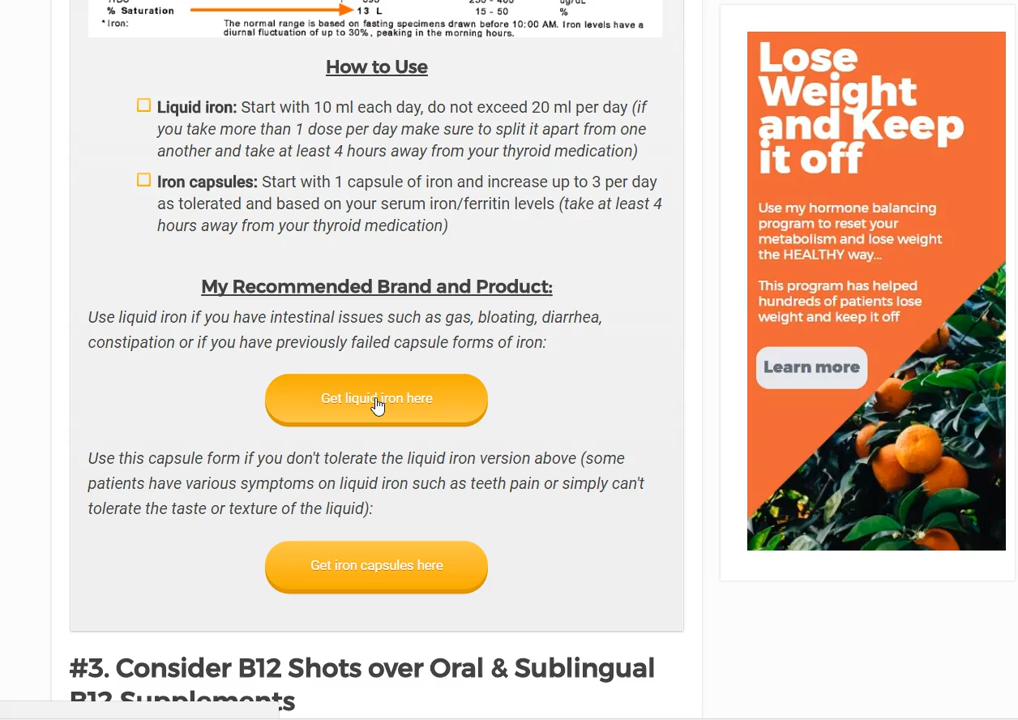 % Saturation 13 L 15 - 50 %
* Iron: The normal range is based on fasting specimens drawn before 10:00 AM. Iron levels have a
diurnal fluctuation of up to 30%, peaking in the morning hours.
How to Use
Liquid iron: Start with 10 ml each day, do not exceed 20 ml per day (if
you take more than 1 dose per day make sure to split it apart from one
another and take at least 4 hours away from your thyroid medication)
Iron capsules: Start with 1 capsule of iron and increase up to 3 per day
as tolerated and based on your serum iron/ferritin levels (take at least 4
hours away from your thyroid medication)
My Recommended Brand and Product:
Use liquid iron if you have intestinal issues such as gas, bloating, diarrhea,
constipation or if you have previously failed capsule forms of iron:
Get liquid iron here
Use this capsule form if you don't tolerate the liquid iron version above (some
patients have various symptoms on liquid iron such as teeth pain or simply can't
tolerate the taste or texture of the liquid):
Get iron capsules here
#3. Consider B12 Shots over Oral & Sublingual
B12 Supplements
Lose
Weight
and Keep
it off
Use my hormone balancing
program to reset your
metabolism and lose weight
the HEALTHY way...
This program has helped
hundreds of patients lose
weight and keep it off
Learn more